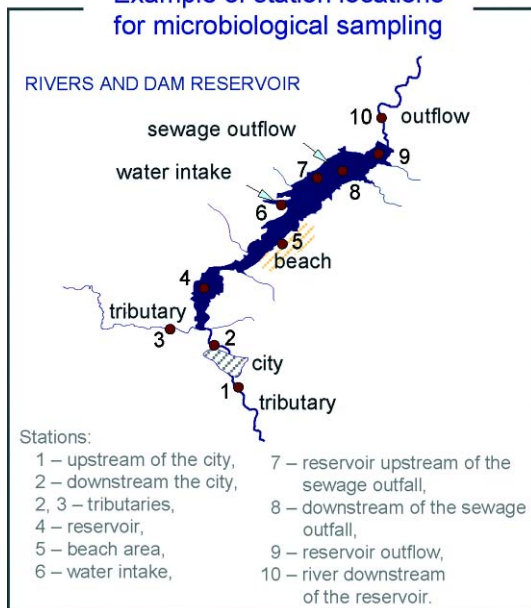 Example of station locations
for microbiological sampling
RIVERS AND DAM RESERVOIR
10
outflow
sewage outflow
9
7
water intake
8
6
5
beach
4
tributary
3
2
city
1
tributary
Stations:
1 – upstream of the city,
2 – downstream the city,
2, 3 – tributaries,
4 – reservoir,
5 – beach area,
6 – water intake,
7 – reservoir upstream of the
sewage outfall,
8 – downstream of the sewage
outfall,
9 – reservoir outflow,
10 – river downstream
of the reservoir.